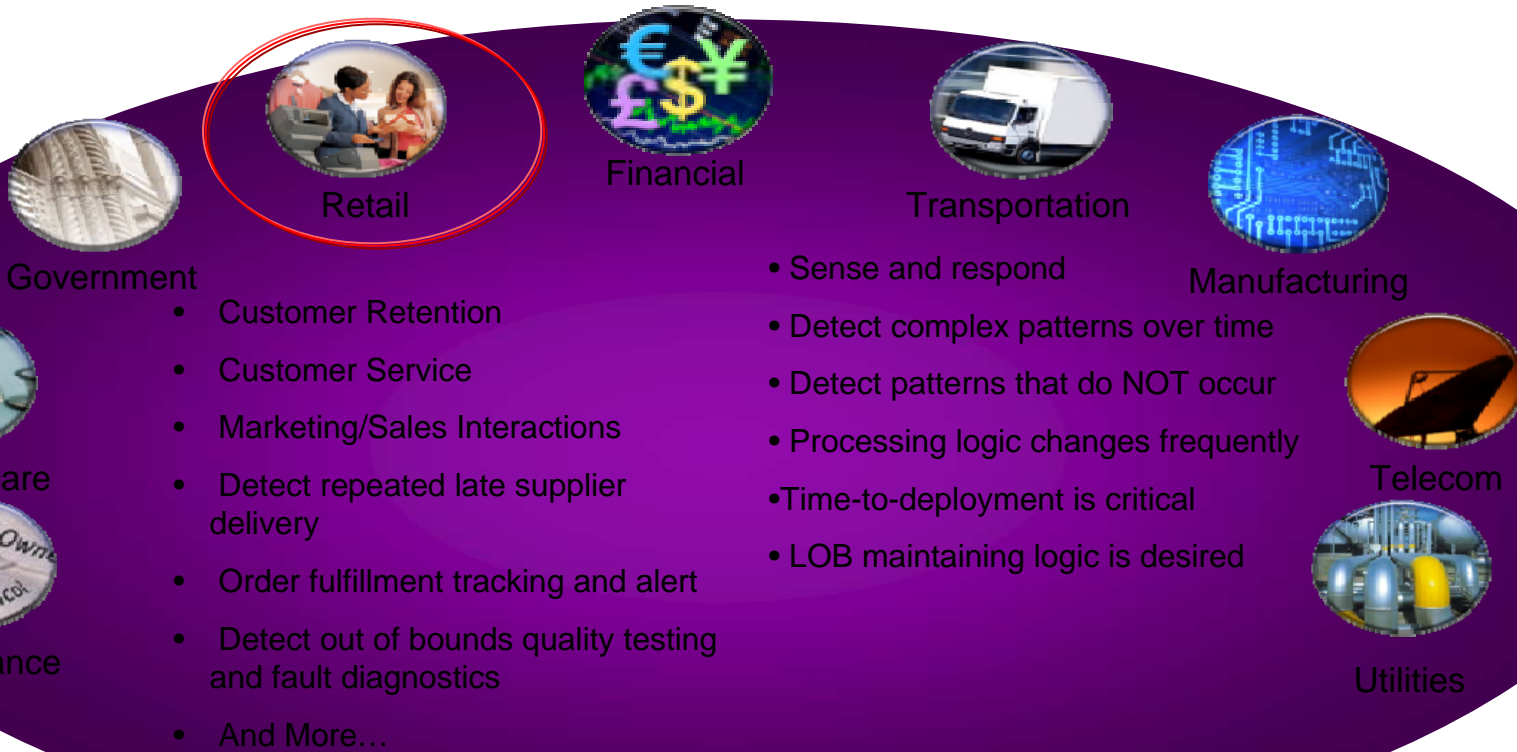 Financial
Retail
Transportation
Government
Manufacturing
• Customer Retention
• Customer Service
• Marketing/Sales Interactions
• Detect repeated late supplier
delivery
• Order fulfillment tracking and alert
• Detect out of bounds quality testing
and fault diagnostics
• And More…
• Sense and respond
• Detect complex patterns over time
• Detect patterns that do NOT occur
• Processing logic changes frequently
•Time-to-deployment is critical
• LOB maintaining logic is desired
Telecom
Utilities
are
ance